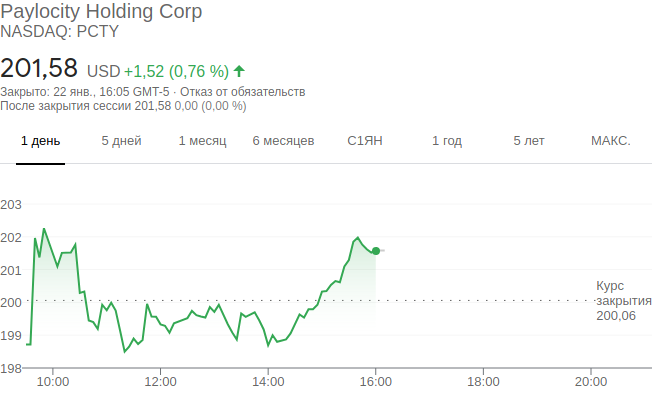 Paylocity Holding Corp
NASDAQ: PCTY
201,58 USD +1,52 (0,76 %)
Закрыто: 22 янв., 16:05 GMT-5 · Отказ от обязательств
После закрытия сессии 201,58 0,00 (0,00 %)
1 день 5 дней 1 месяц 6 месяцев С1ЯН 1 год 5 лет МАКС.
203
202
201
Курс
200 закрытия
200,06
199
198
10:00 12:00 14:00 16:00 18:00 20:00